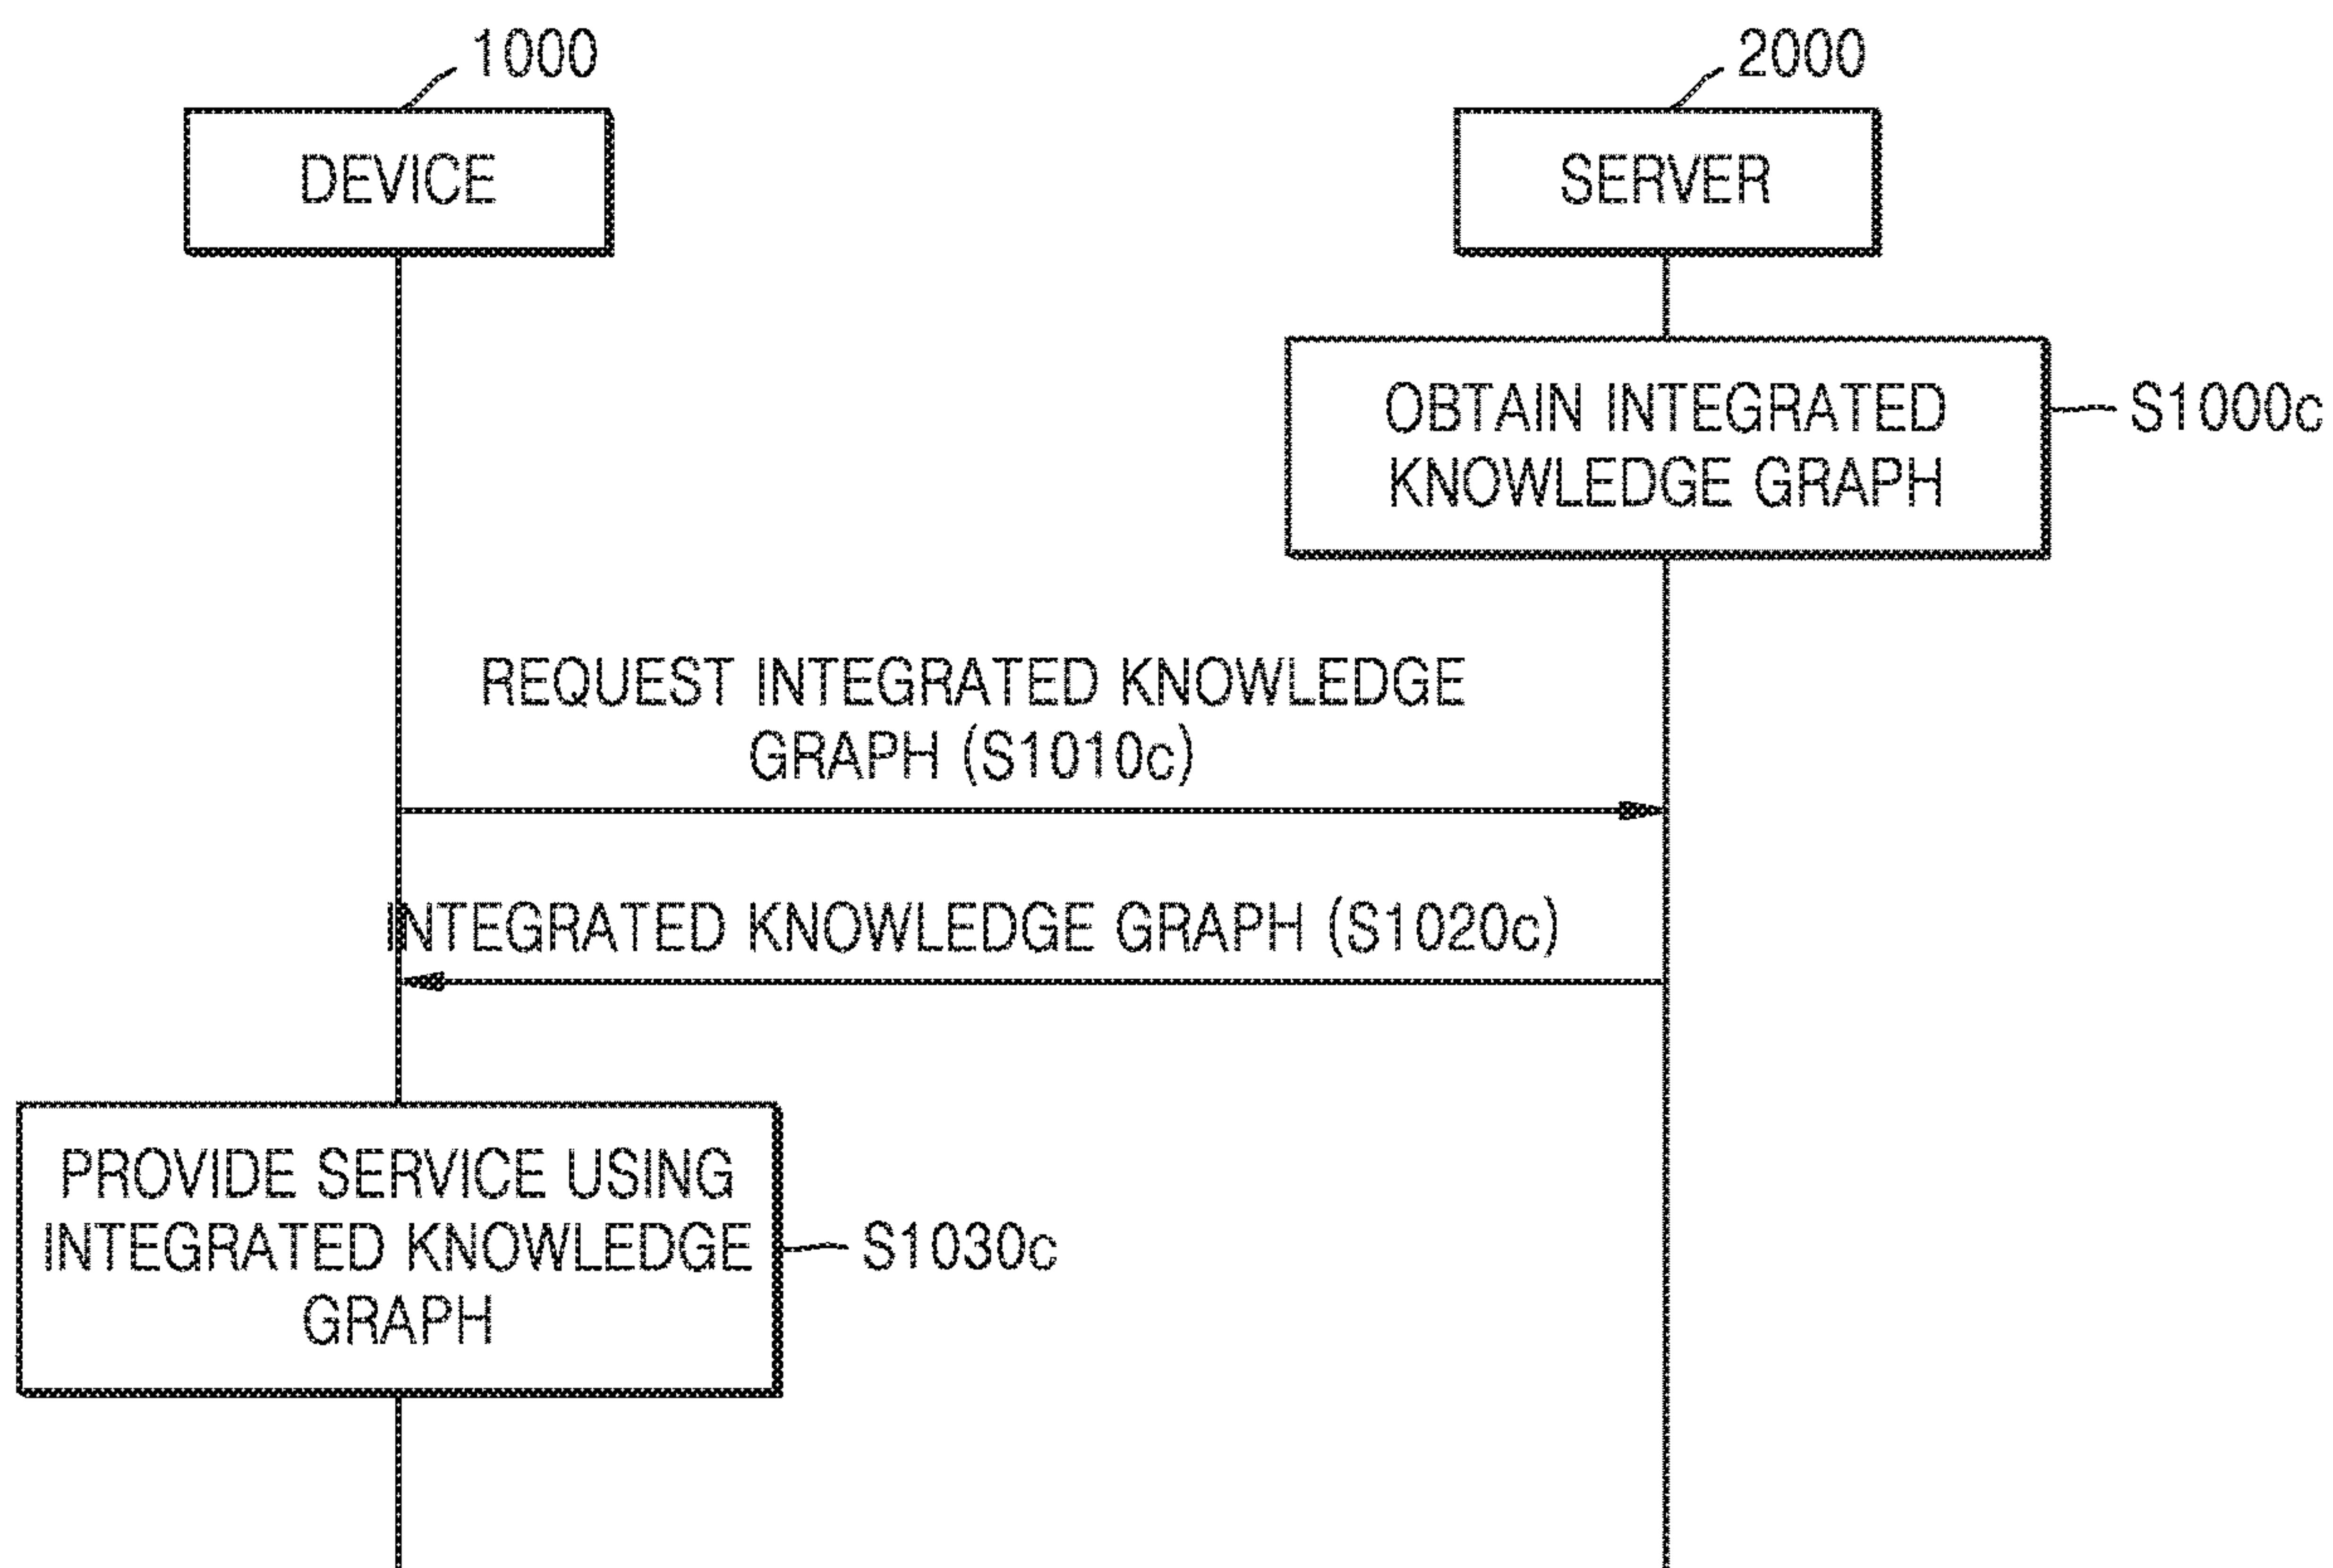 1000
2000
DEVICE
SERVER
OBTAIN INTEGRATED
KNOWLEDGE GRAPH
S1000c
REQUEST INTEGRATED KNOWLEDGE
GRAPH (S1010c)
INTEGRATED KNOWLEDGE GRAPH (S1020c)
PROVIDE SERVICE USING
INTEGRATED KNOWLEDGE
GRAPH
S1030c